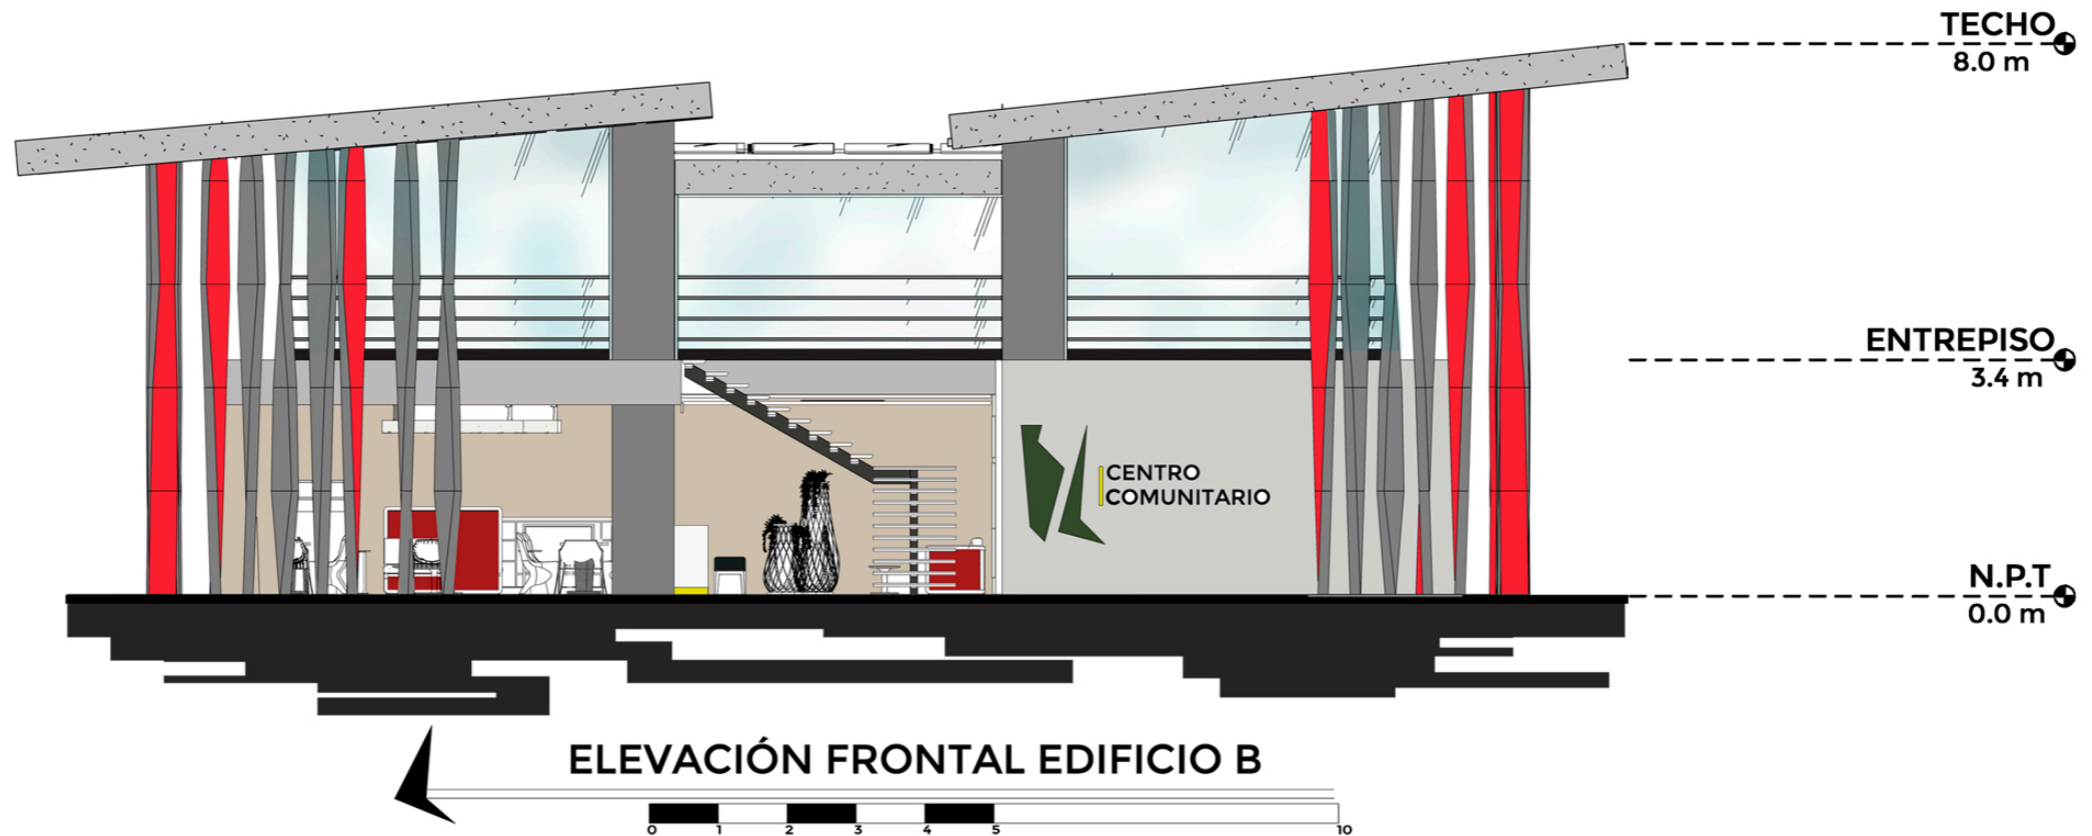 TECHO
8.0 m
ENTREPISO
3.4 m
CENTRO
COMUNITARIO
N.P.T
0.0 m
ELEVACIÓN FRONTAL EDIFICIO B
0 1 2 3 4 5 10